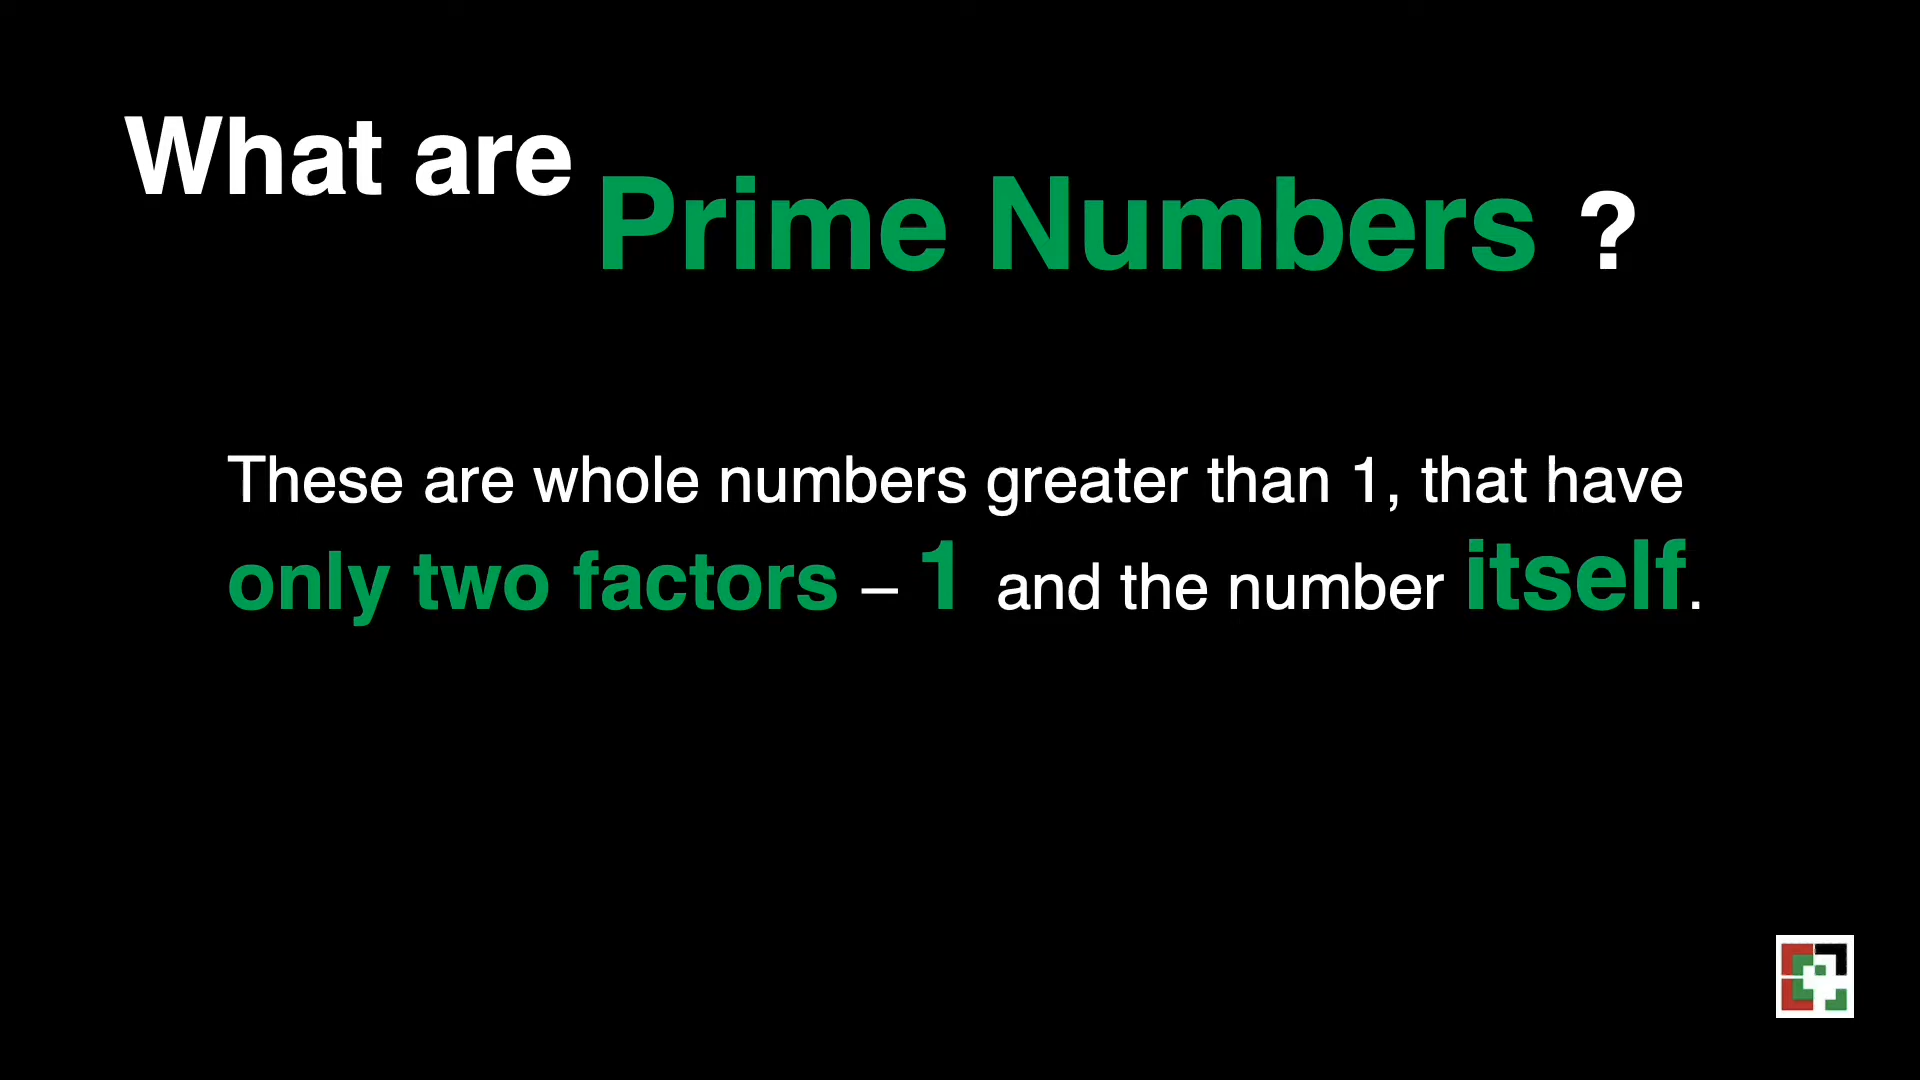 What are Prime Numbers ?
These are whole numbers greater than 1, that have
only two factors – 1 and the number itself.